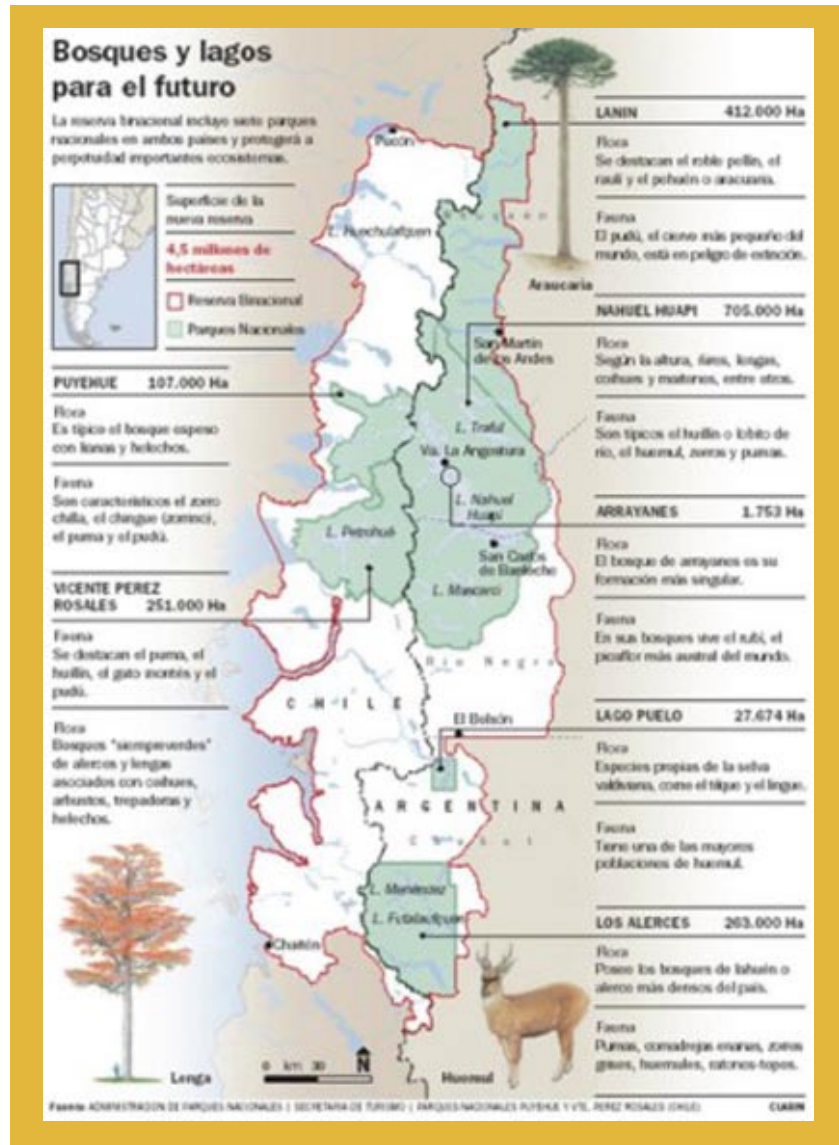 Bosques y lagos
para el futuro
La reserva binacional incluye siete parques
nacionales en ambos países y protegerá a
perpetuidad importantes ecosistemas.
Superficie de la
nueva reserva
4,5 millones de
hectáreas
Reserva Binacional
Parques Nacionales
PUYEHUE 107.000 Ha
Flora
Es típico el bosque espeso
con lianas y helechos.
Fauna
Son característicos el zorro
chilla, el chingue (zorrino),
el puma y el pudú.
VICENTE PEREZ
ROSALES 251.000 Ha
Fauna
Se destacan el puma, el
huillín, el gato montés y el
pudú.
Flora
Bosques "siempreverdes"
de alerces y lengas
asociados con coihues,
arbustos, trepadoras y
helechos.
Lenga
Pucón
L. Huechulafquen
Neuquén
San Martín
de los Andes
L. Traful
Va. La Angostura
L. Nahuel
Huapi
L. Petrohué
San Carlos
de Bariloche
L. Mascardi
Río Negro
CHILE
El Bolsón
ARGENTINA
Chubut
L. Menéndez
L. Futalaufquen
Chaitén
0 km 30
N
Huemul
Araucaria
LANIN 412.000 Ha
Flora
Se destacan el roble pellín, el
raulí y el pehuén o araucaria.
Fauna
El pudú, el ciervo más pequeño del
mundo, está en peligro de extinción.
NAHUEL HUAPI 705.000 Ha
Flora
Según la altura, ñires, lengas,
coihues y maitenes, entre otros.
Fauna
Son típicos el huillín o lobito de
río, el huemul, zorros y pumas.
ARRAYANES 1.753 Ha
Flora
El bosque de arrayanes es su
formación más singular.
Fauna
En sus bosques vive el rubí, el
picaflor más austral del mundo.
LAGO PUELO 27.674 Ha
Flora
Especies propias de la selva
valdiviana, como el tique y el lingue.
Fauna
Tiene una de las mayores
poblaciones de huemul.
LOS ALERCES 263.000 Ha
Flora
Posee los bosques de lahuén o
alerce más densos del país.
Fauna
Pumas, comadrejas enanas, zorros
grises, huemules, ratones-topos.
Fuente ADMINISTRACION DE PARQUES NACIONALES | SECRETARIA DE TURISMO | PARQUES NACIONALES PUYEHUE Y VTE. PEREZ ROSALES (CHILE)
CLARIN